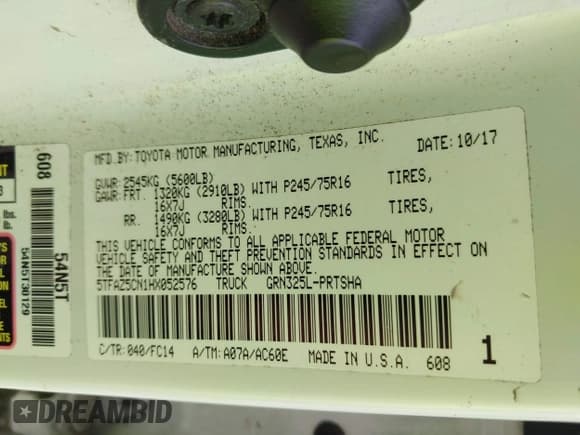 MFD.BY:TOYOTA MOTOR MANUFACTURING, TEXAS, INC. DATE:10/17
GVWR:2545KG (5600LB)
GAWR:FRT. 1320KG (2910LB) WITH P245/75R16 TIRES,
16X7J RIMS.
RR. 1490KG (3280LB) WITH P245/75R16 TIRES,
16X7J RIMS.
THIS VEHICLE CONFORMS TO ALL APPLICABLE FEDERAL MOTOR
VEHICLE SAFETY AND THEFT PREVENTION STANDARDS IN EFFECT ON
THE DATE OF MANUFACTURE SHOWN ABOVE.
5TFAZ5CN1HX052576 TRUCK GRN325L-PRTSHA
C/TR:040/FC14 A/TM:A07A/AC60E MADE IN U.S.A. 608
1
608
54N5T
54N5T30129
lbs.
DREAMBID